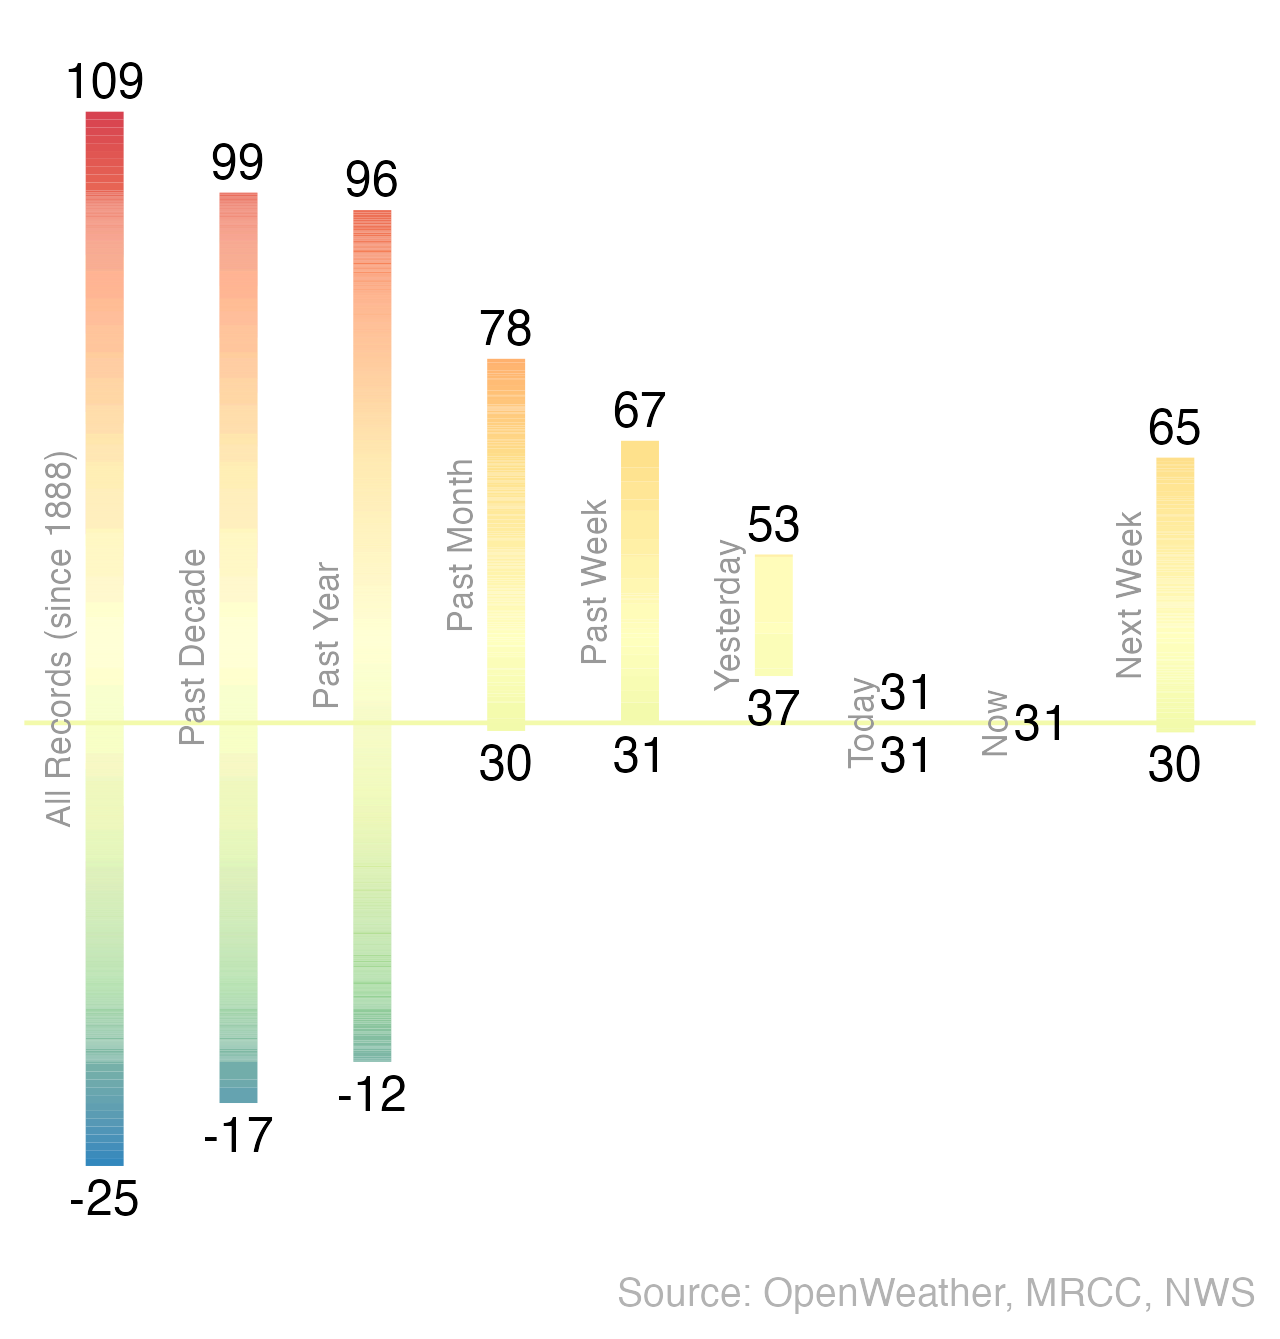 109
All Records (since 1888)
-25
99
Past Decade
-17
96
Past Year
-12
78
Past Month
30
67
Past Week
31
53
Yesterday
37
31
Today
31
Now
31
65
Next Week
30
Source: OpenWeather, MRCC, NWS